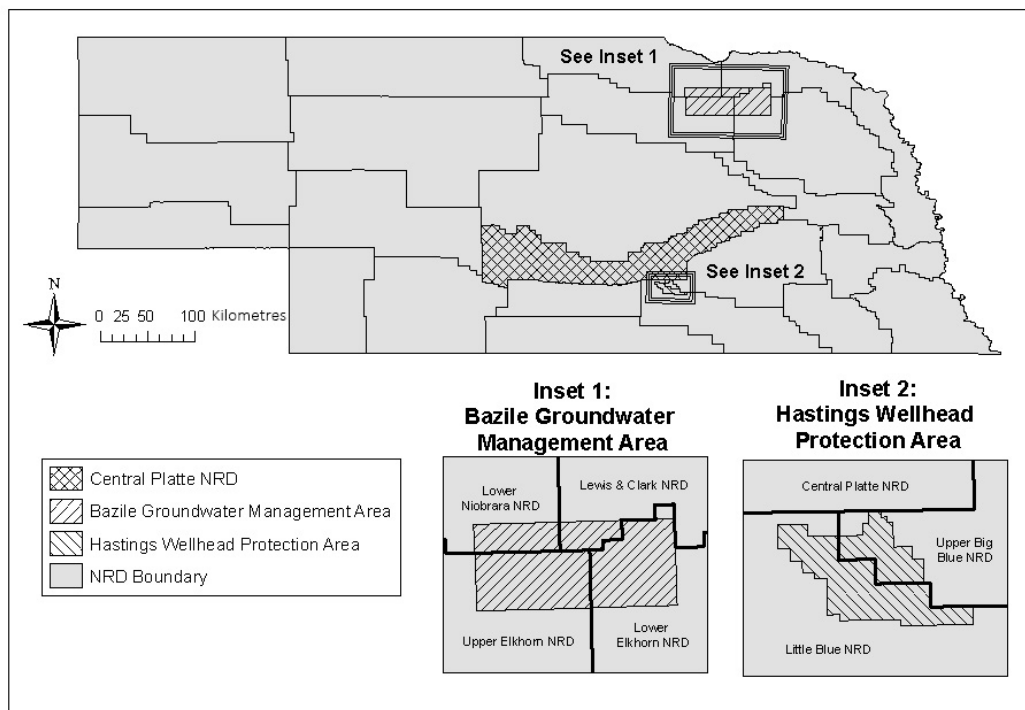 See Inset 1
See Inset 2
N
0 25 50 100 Kilometres
Inset 1:
Bazile Groundwater
Management Area
Inset 2:
Hastings Wellhead
Protection Area
Central Platte NRD
Bazile Groundwater Management Area
Hastings Wellhead Protection Area
NRD Boundary
Lower
Niobrara NRD
Lewis & Clark NRD
Upper Elkhorn NRD
Lower
Elkhorn NRD
Central Platte NRD
Upper Big
Blue NRD
Little Blue NRD